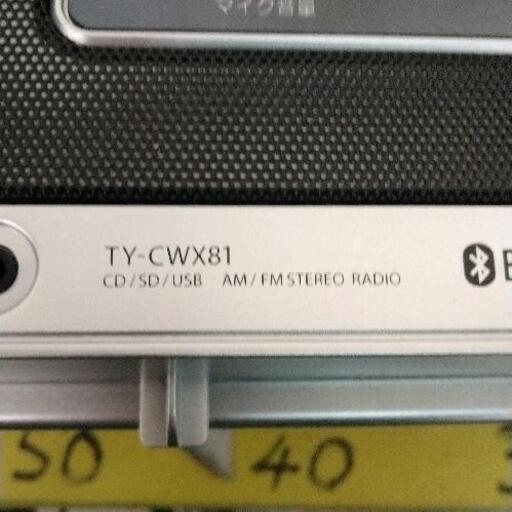 マイク音量
TY-CWX81
CD/SD/USB AM/FM STEREO RADIO
50 40